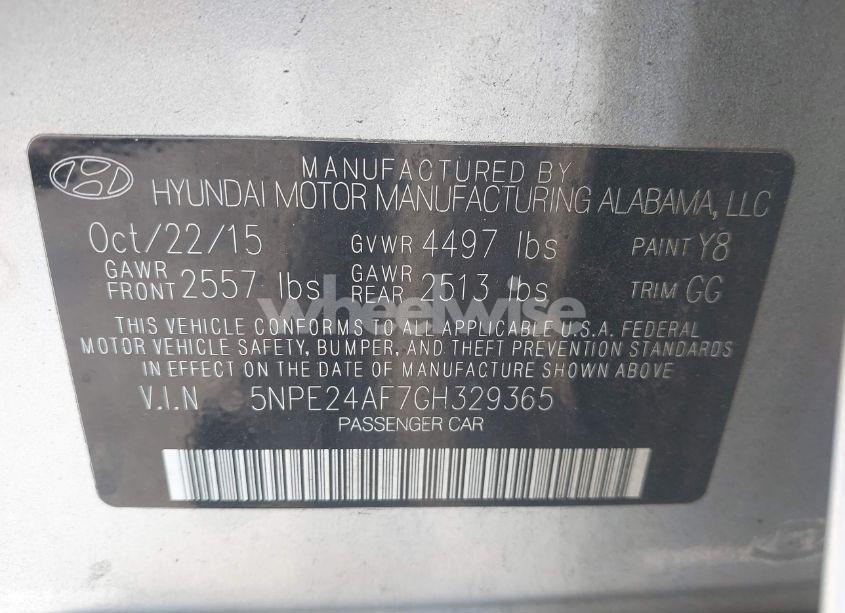 MANUFACTURED BY
HYUNDAI MOTOR MANUFACTURING ALABAMA, LLC
Oct/22/15 GVWR 4497 lbs PAINT Y8
GAWR FRONT 2557 lbs GAWR REAR 2513 lbs TRIM GG
wheelwise
THIS VEHICLE CONFORMS TO ALL APPLICABLE U.S.A. FEDERAL
MOTOR VEHICLE SAFETY, BUMPER, AND THEFT PREVENTION STANDARDS
IN EFFECT ON THE DATE OF MANUFACTURE SHOWN ABOVE.
V.I.N 5NPE24AF7GH329365
PASSENGER CAR